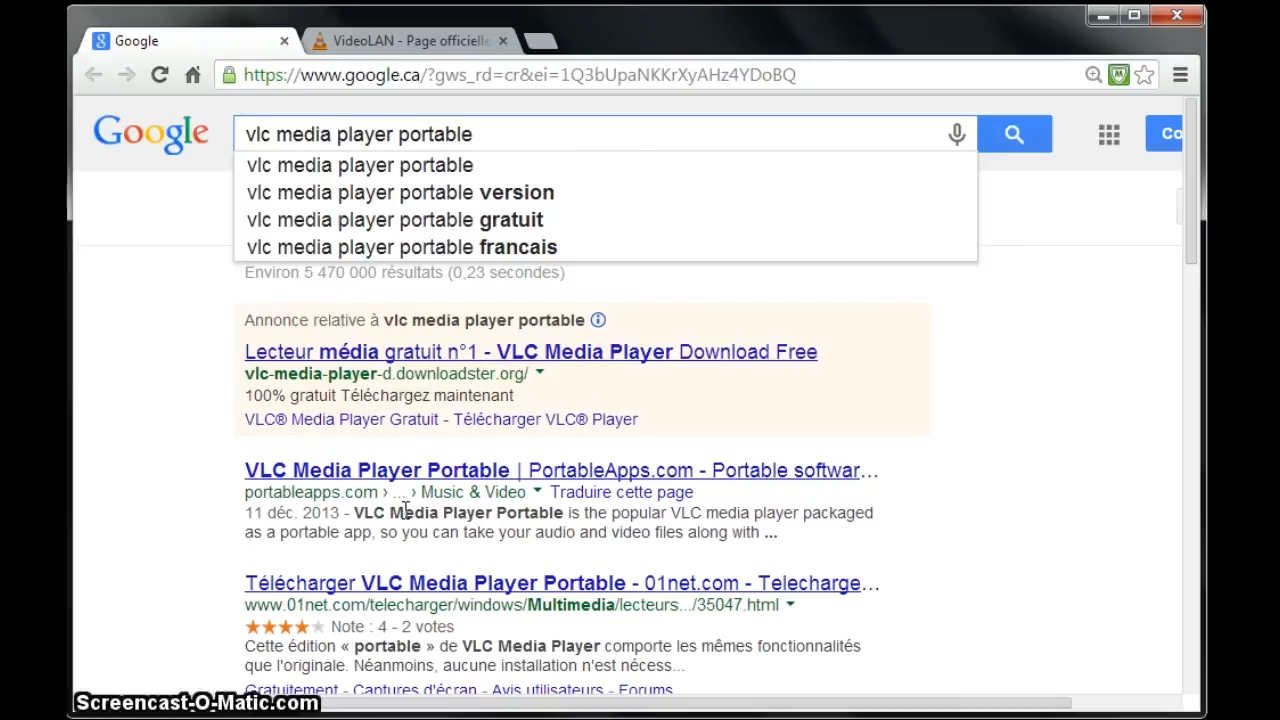 Google
VideoLAN - Page officielle
https://www.google.ca/?gws_rd=cr&ei=1Q3bUpaNKKrXyAHz4YDoBQ
Google
vlc media player portable
Co
vlc media player portable
vlc media player portable version
vlc media player portable gratuit
vlc media player portable francais
Environ 5 470 000 résultats (0,23 secondes)
Annonce relative à vlc media player portable
Lecteur média gratuit n°1 - VLC Media Player Download Free
vlc-media-player-d.downloadster.org/
100% gratuit Téléchargez maintenant
VLC® Media Player Gratuit - Télécharger VLC® Player
VLC Media Player Portable | PortableApps.com - Portable softwar...
portableapps.com › ... › Music & Video Traduire cette page
11 déc. 2013 - VLC Media Player Portable is the popular VLC media player packaged
as a portable app, so you can take your audio and video files along with ...
Télécharger VLC Media Player Portable - 01net.com - Telecharge...
www.01net.com/telecharger/windows/Multimedia/lecteurs.../35047.html
Note : 4 - 2 votes
Cette édition « portable » de VLC Media Player comporte les mêmes fonctionnalités
que l'originale. Néanmoins, aucune installation n'est nécess...
Gratuitement - Captures d'écran - Avis utilisateurs - Forums
Screencast-O-Matic.com